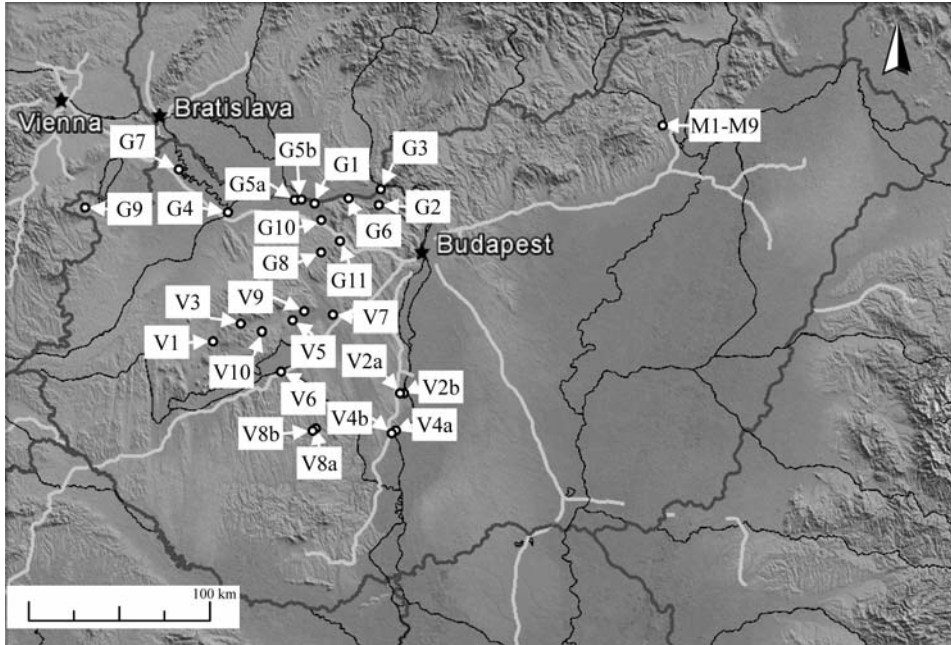 Vienna
Bratislava
M1-M9
G7
G5b
G1
G3
G5a
G9
G4
G6
G2
G10
Budapest
G8
G11
V3
V9
V7
V1
V10
V5
V2a
V6
V2b
V8b
V4b
V4a
V8a
100 km